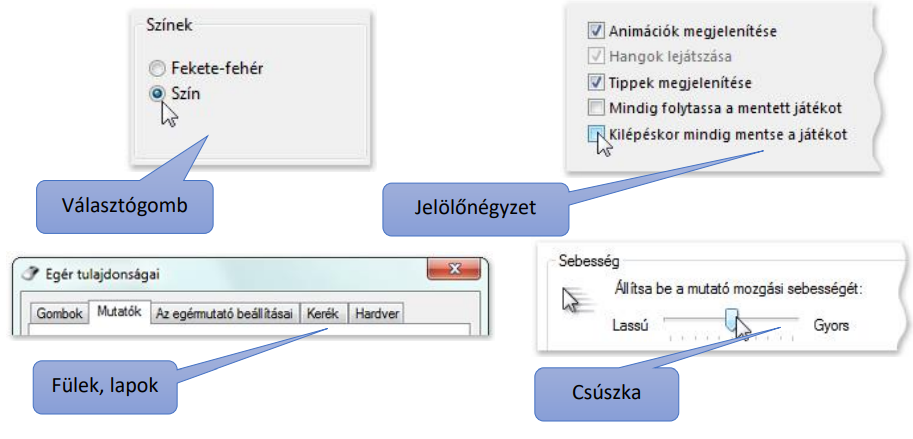 Színek
Fekete-fehér
Szín
Választógomb
Animációk megjelenítése
Hangok lejátszása
Tippek megjelenítése
Mindig folytassa a mentett játékot
Kilépéskor mindig mentse a játékot
Jelölőnégyzet
Egér tulajdonságai
Gombok Mutatók Az egérmutató beállításai Kerék Hardver
Fülek, lapok
Sebesség
Állítsa be a mutató mozgási sebességét:
Lassú Gyors
Csúszka